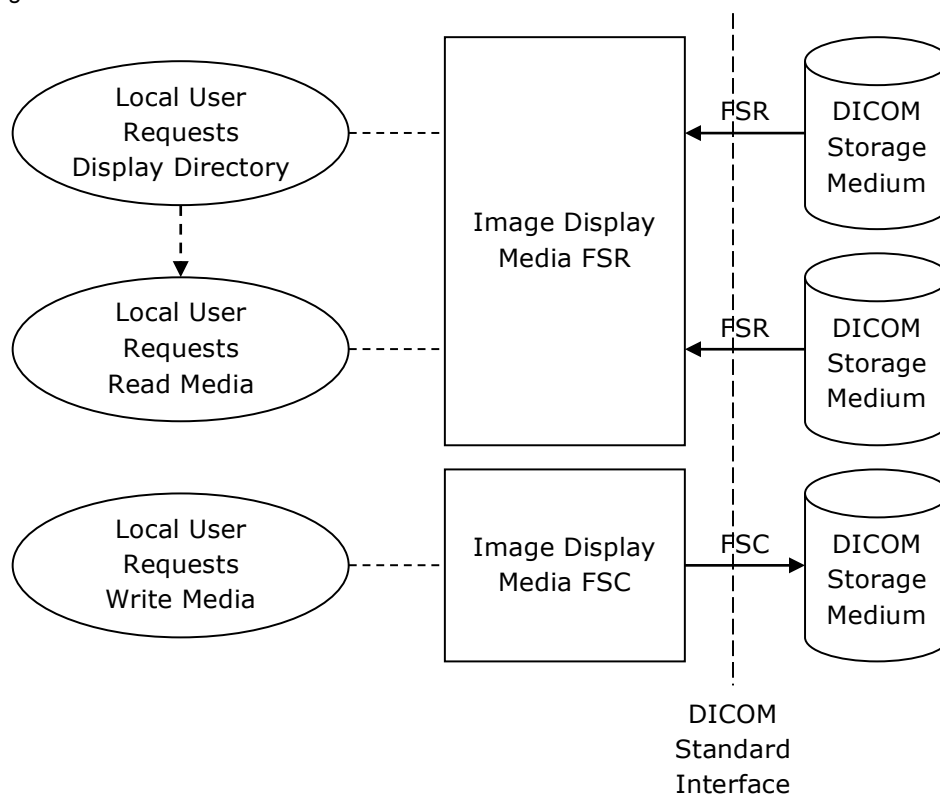 Local User
Requests
Display Directory
Image Display
Media FSR
FSR
DICOM
Storage
Medium
Local User
Requests
Read Media
FSR
DICOM
Storage
Medium
Local User
Requests
Write Media
Image Display
Media FSC
FSC
DICOM
Storage
Medium
DICOM
Standard
Interface